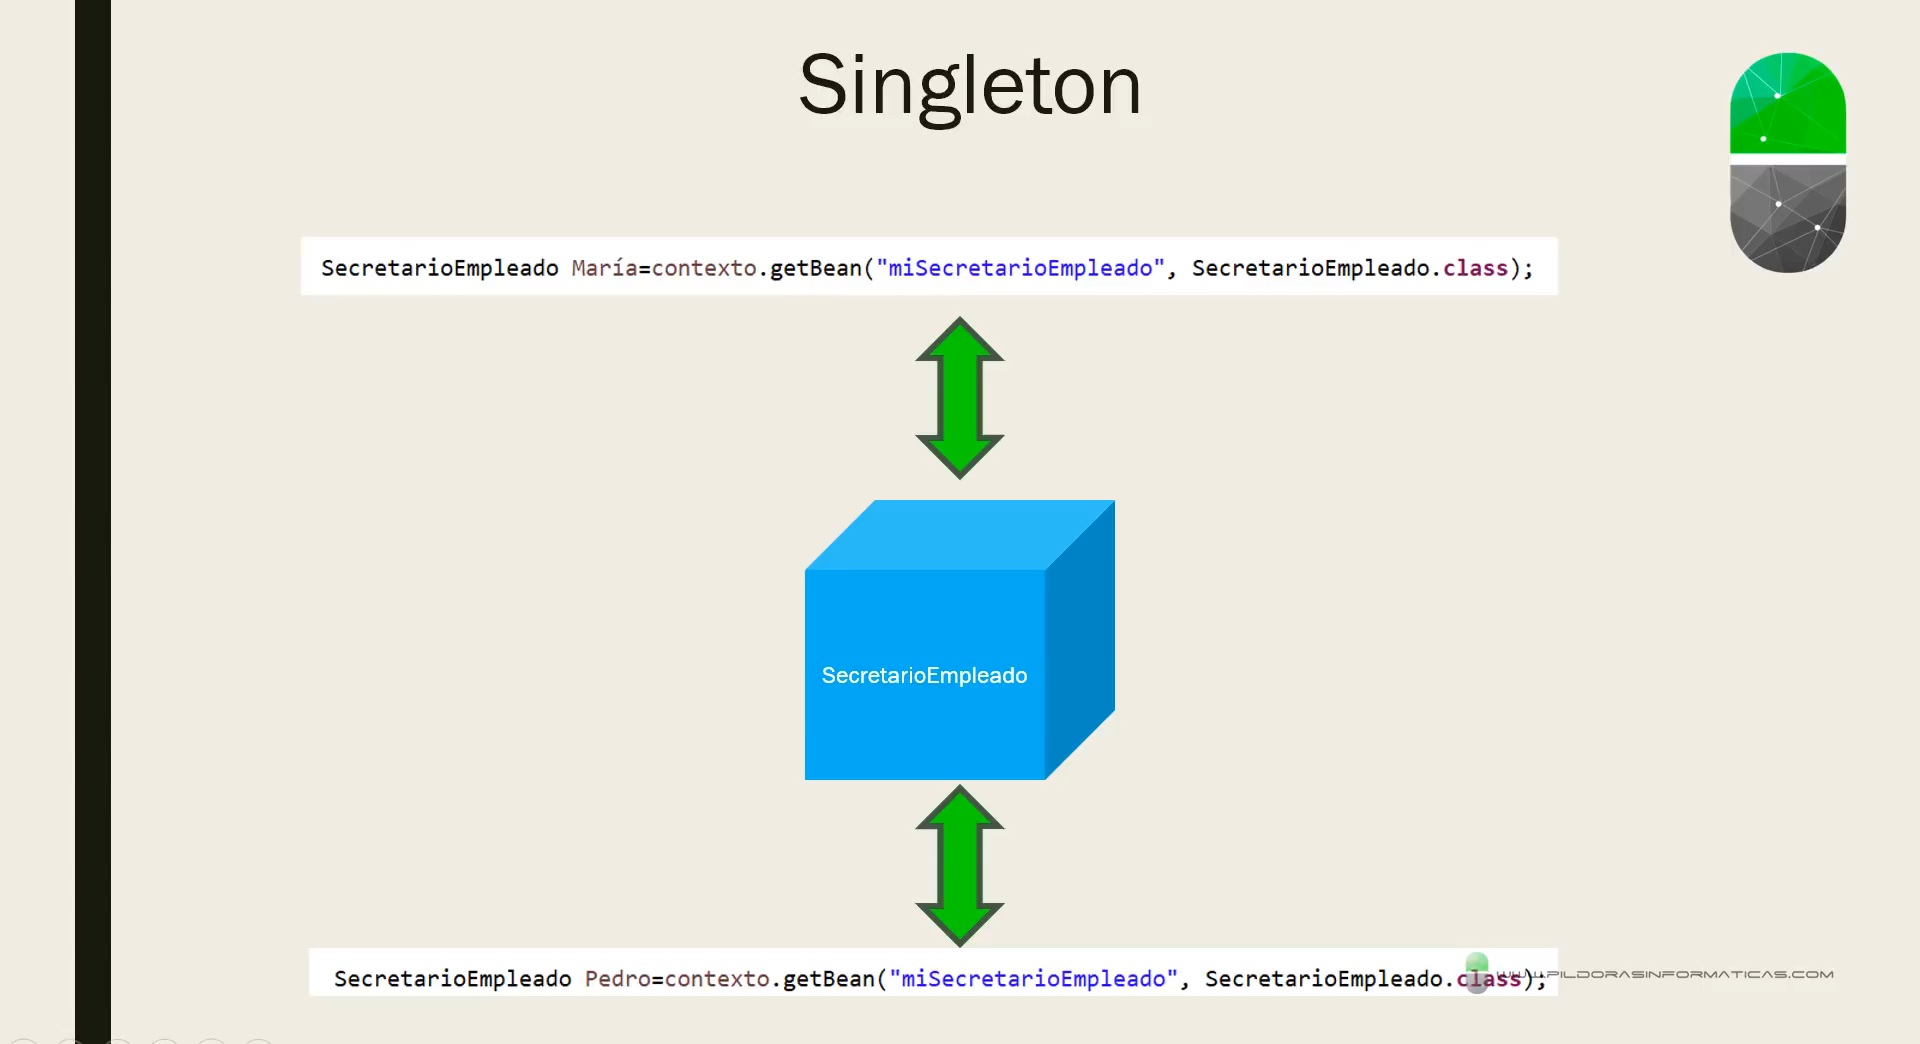 Singleton
SecretarioEmpleado María=contexto.getBean("miSecretarioEmpleado", SecretarioEmpleado.class);
SecretarioEmpleado
SecretarioEmpleado Pedro=contexto.getBean("miSecretarioEmpleado", SecretarioEmpleado.class);
WWW.PILDORASINFORMATICAS.COM